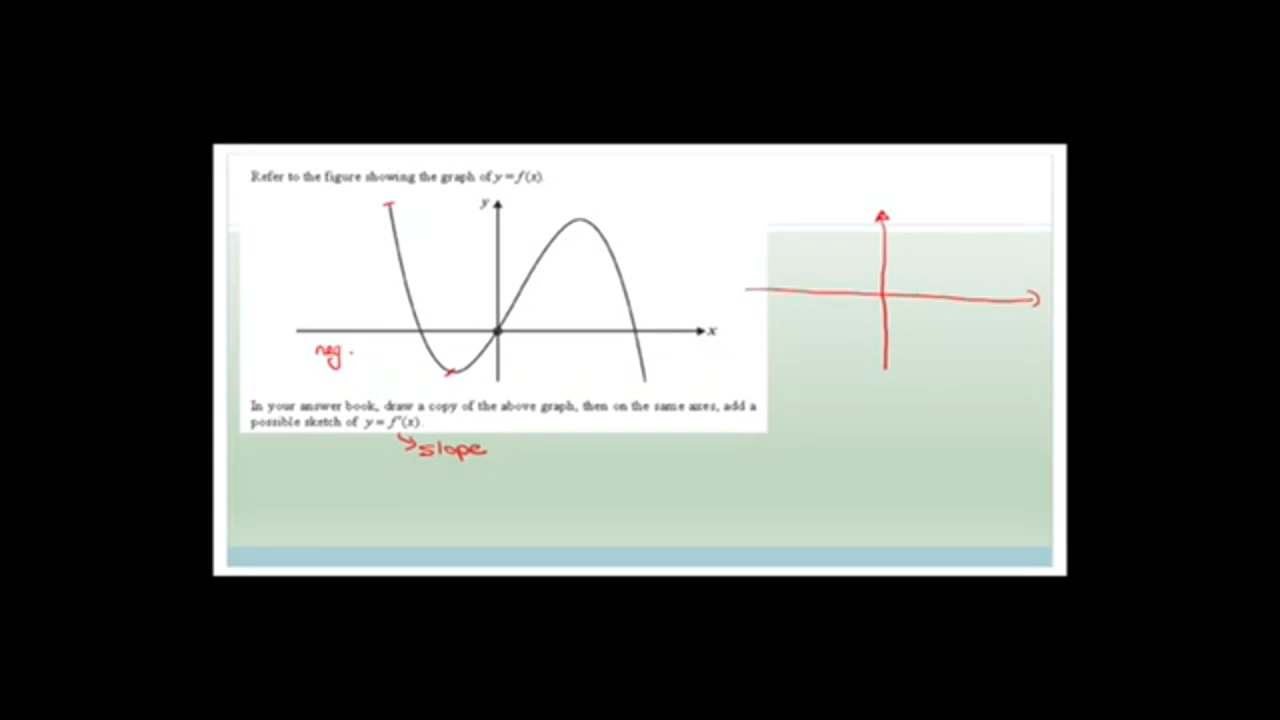 Refer to the figure showing the graph of y = f(x).
y
x
neg.
In your answer book, draw a copy of the above graph, then on the same axes, add a
possible sketch of y = f'(x).
slope